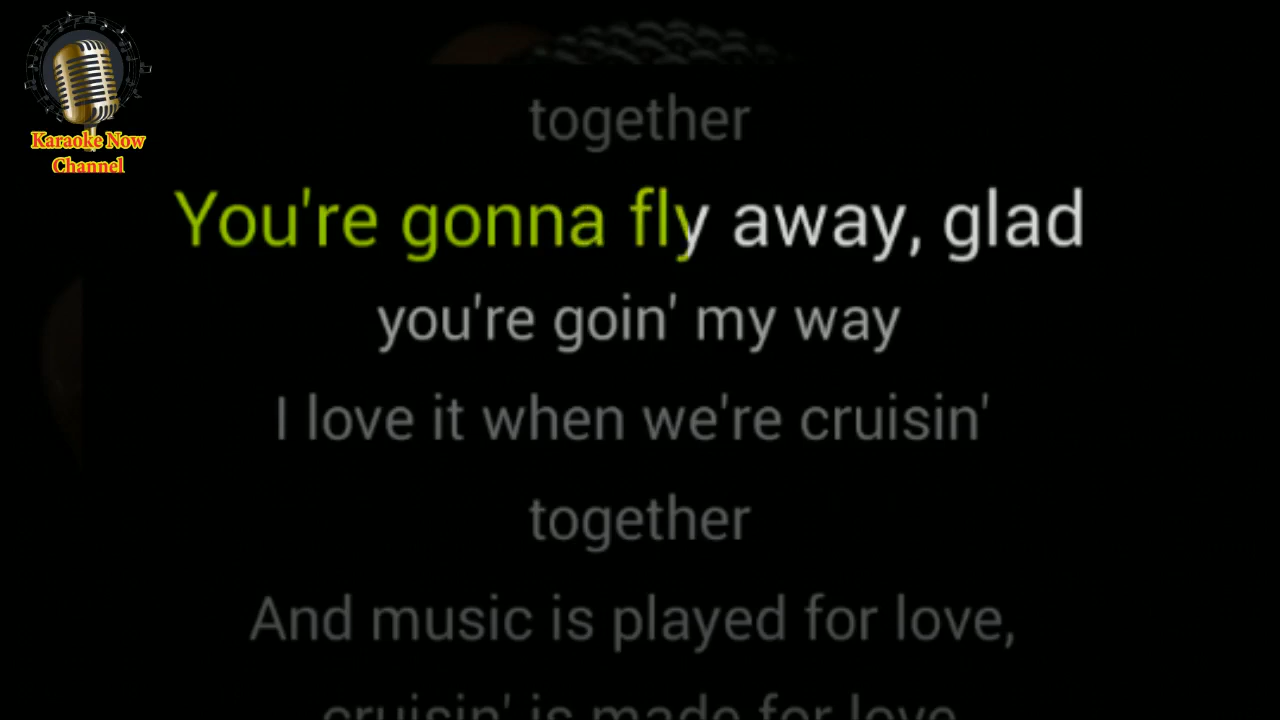 Karaoke Now
Channel
together
You're gonna fly away, glad
you're goin' my way
I love it when we're cruisin'
together
And music is played for love,
cruisin' is made for love